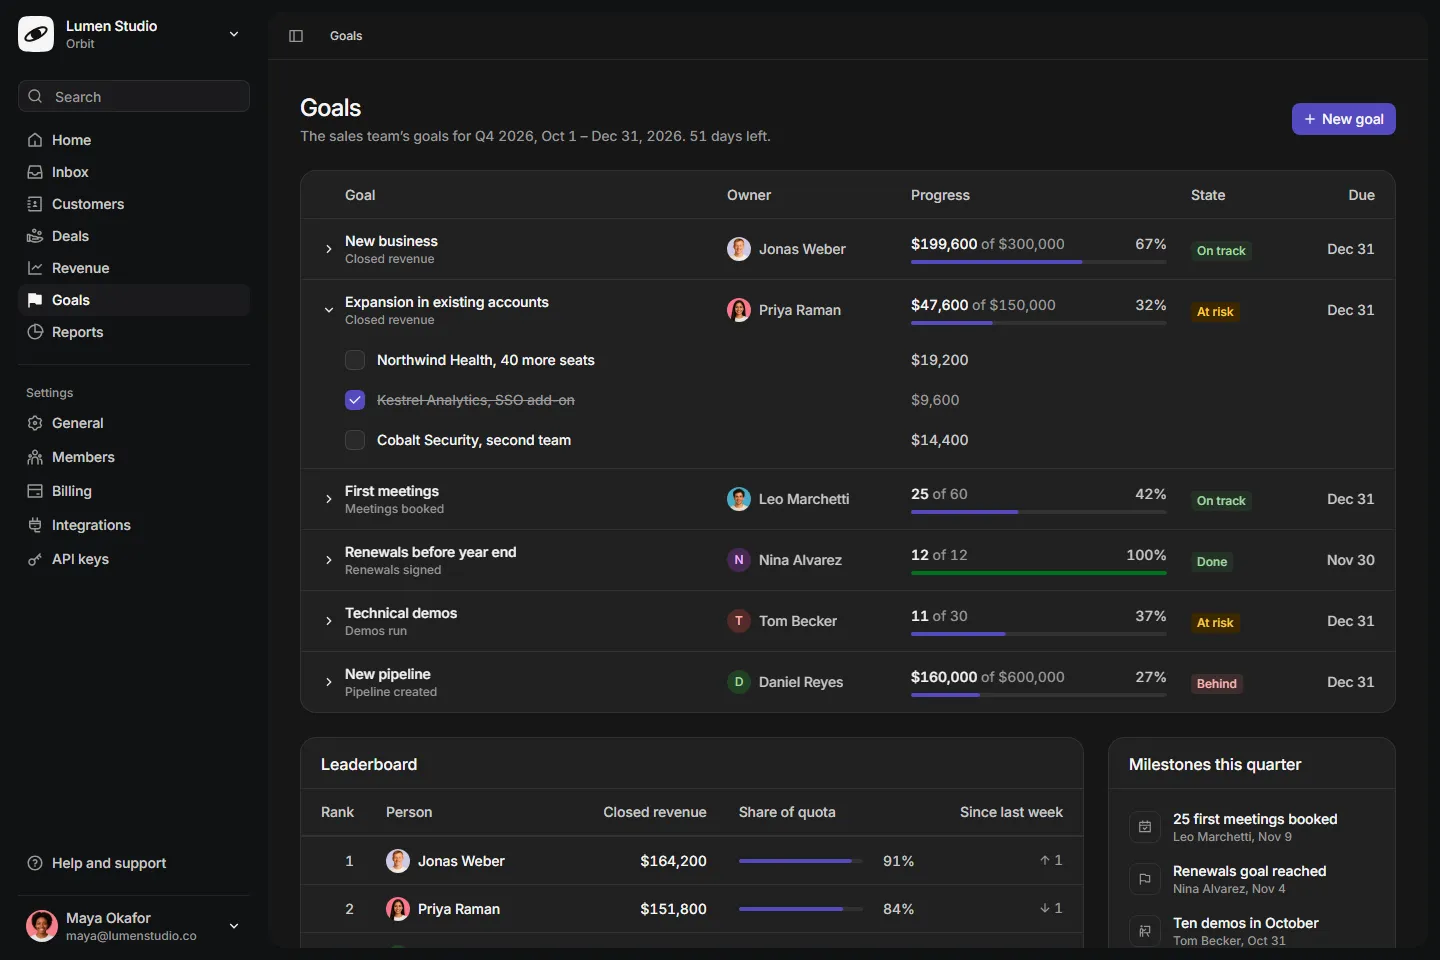 Lumen Studio
Orbit
Search
Home
Inbox
Customers
Deals
Revenue
Goals
Reports
Settings
General
Members
Billing
Integrations
API keys
Help and support
Maya Okafor
maya@lumenstudio.co
Goals
Goals
The sales team's goals for Q4 2026, Oct 1 – Dec 31, 2026. 51 days left.
New goal
Goal Owner Progress State Due
New business
Closed revenue
Jonas Weber
$199,600 of $300,000 67%
On track
Dec 31
Expansion in existing accounts
Closed revenue
Priya Raman
$47,600 of $150,000 32%
At risk
Dec 31
Northwind Health, 40 more seats $19,200
Kestrel Analytics, SSO add-on $9,600
Cobalt Security, second team $14,400
First meetings
Meetings booked
Leo Marchetti
25 of 60 42%
On track
Dec 31
Renewals before year end
Renewals signed
N Nina Alvarez
12 of 12 100%
Done
Nov 30
Technical demos
Demos run
T Tom Becker
11 of 30 37%
At risk
Dec 31
New pipeline
Pipeline created
D Daniel Reyes
$160,000 of $600,000 27%
Behind
Dec 31
Leaderboard
Rank Person Closed revenue Share of quota Since last week
1 Jonas Weber $164,200 91% ↑ 1
2 Priya Raman $151,800 84% ↓ 1
Milestones this quarter
25 first meetings booked
Leo Marchetti, Nov 9
Renewals goal reached
Nina Alvarez, Nov 4
Ten demos in October
Tom Becker, Oct 31